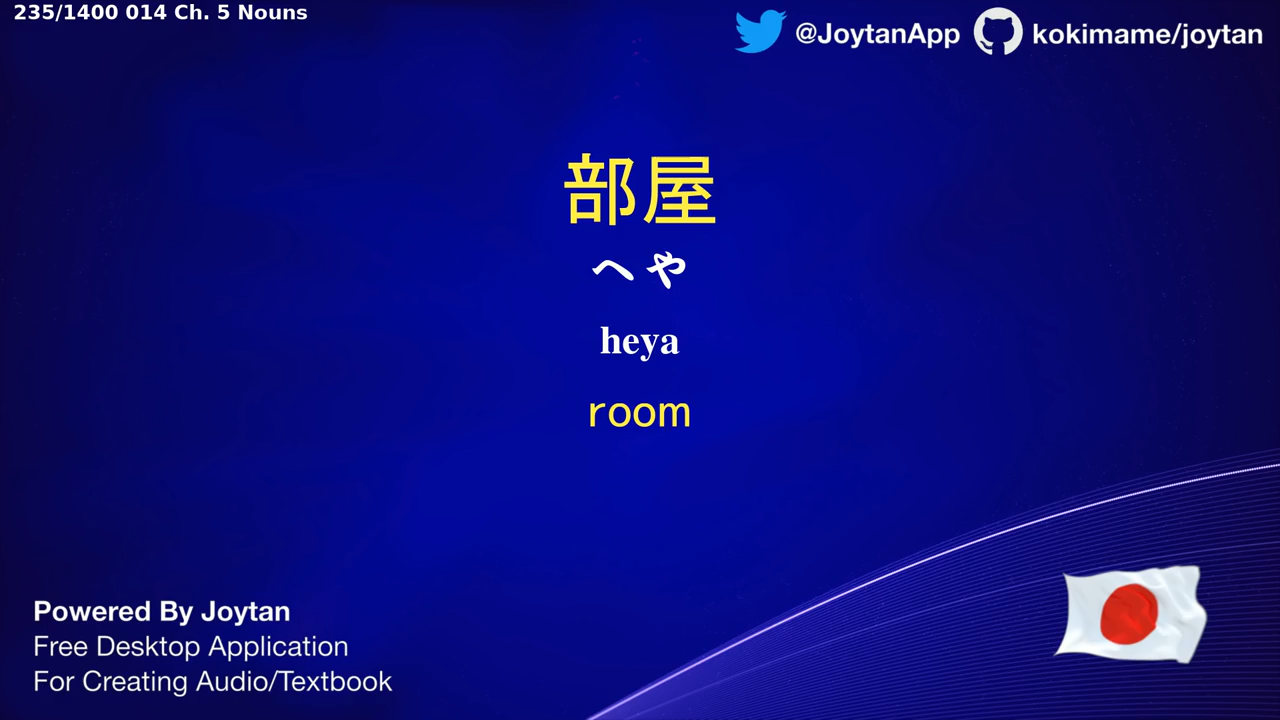 235/1400 014 Ch. 5 Nouns
@JoytanApp kokimame/joytan
部屋
へや
heya
room
Powered By Joytan
Free Desktop Application
For Creating Audio/Textbook